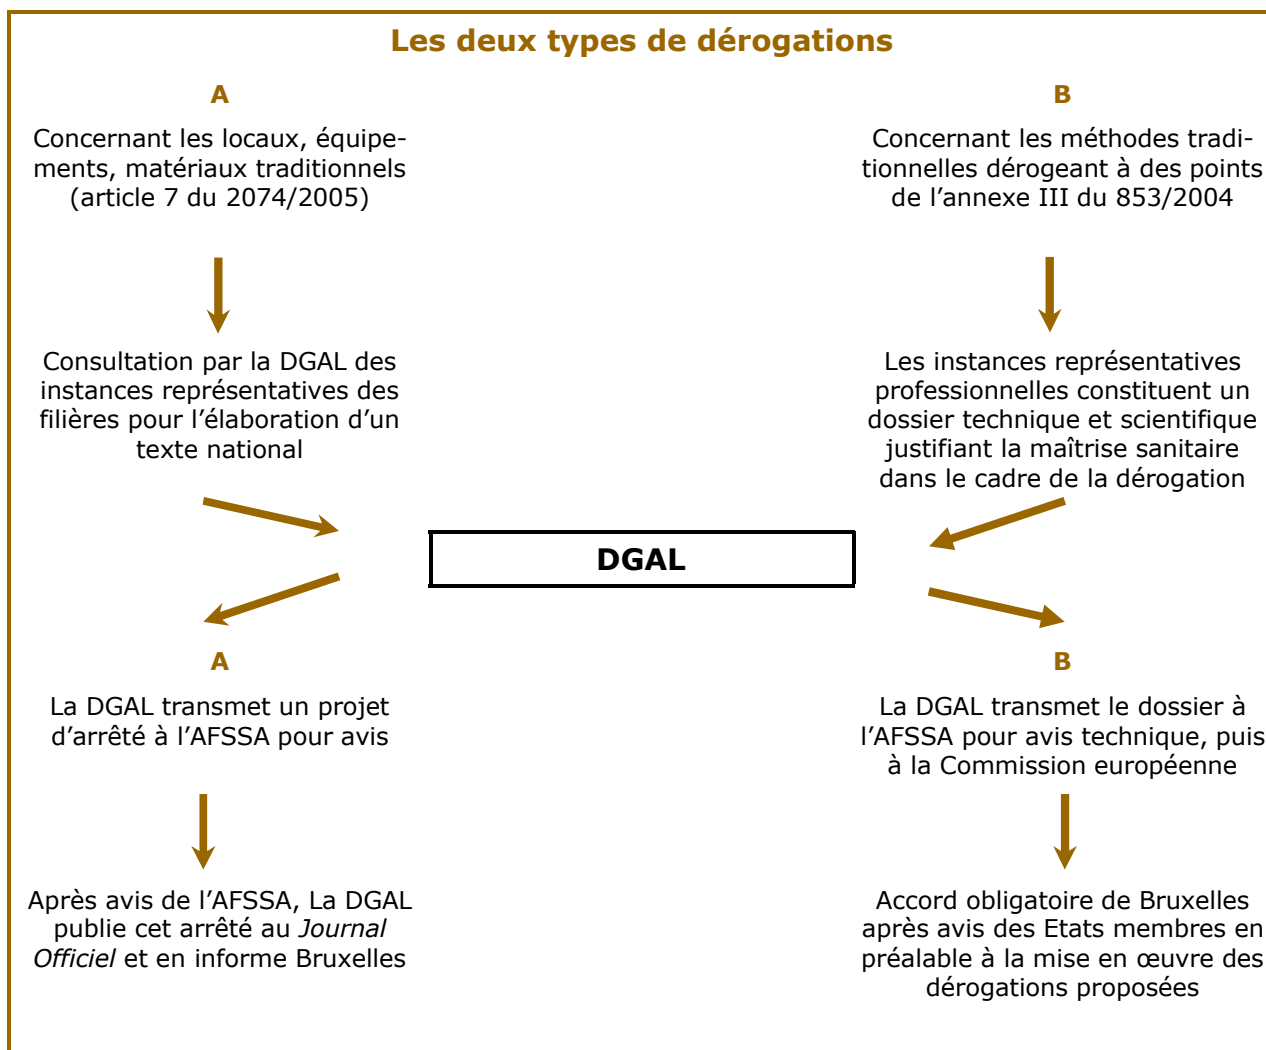 Les deux types de dérogations
A
Concernant les locaux, équipe-
ments, matériaux traditionnels
(article 7 du 2074/2005)
B
Concernant les méthodes tradi-
tionnelles dérogeant à des points
de l’annexe III du 853/2004
Consultation par la DGAL des
instances représentatives des
filières pour l’élaboration d’un
texte national
Les instances représentatives
professionnelles constituent un
dossier technique et scientifique
justifiant la maîtrise sanitaire
dans le cadre de la dérogation
DGAL
A
La DGAL transmet un projet
d’arrêté à l’AFSSA pour avis
B
La DGAL transmet le dossier à
l’AFSSA pour avis technique, puis
à la Commission européenne
Après avis de l’AFSSA, La DGAL
publie cet arrêté au Journal
Officiel et en informe Bruxelles
Accord obligatoire de Bruxelles
après avis des Etats membres en
préalable à la mise en œuvre des
dérogations proposées